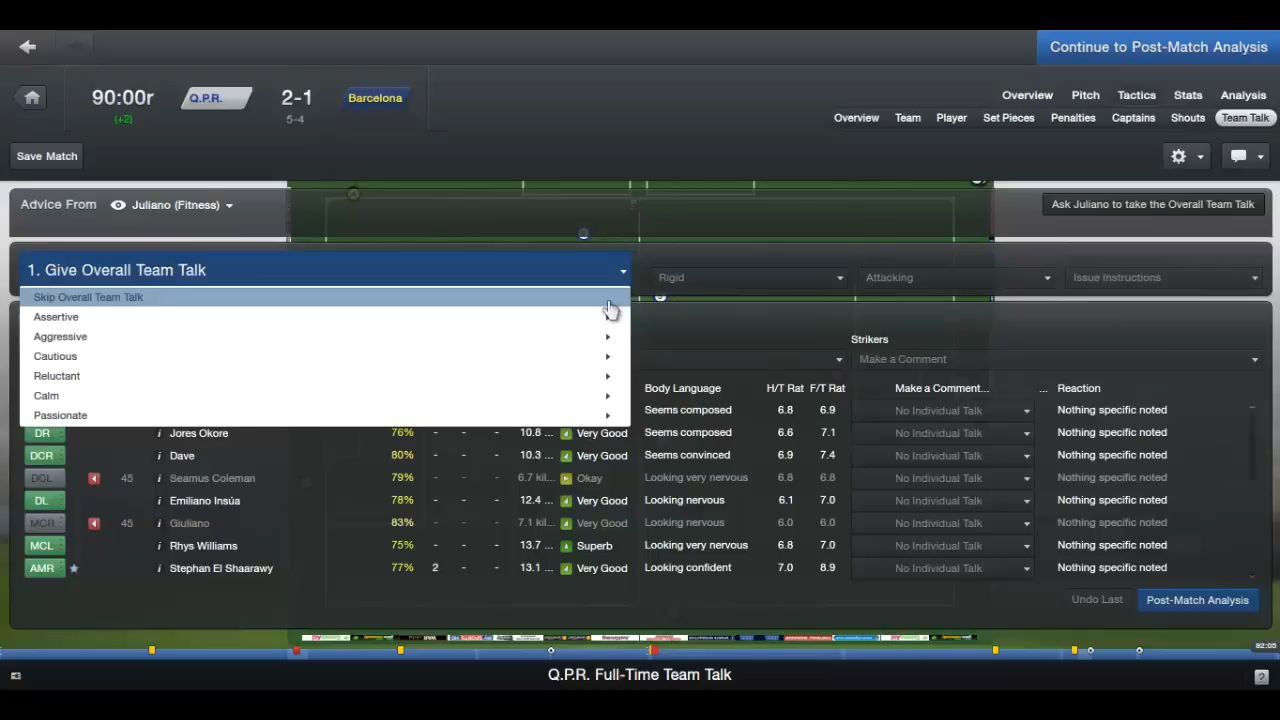 Continue to Post-Match Analysis
90:00r Q.P.R. 2-1 Barcelona
(+2) 5-4
Overview Pitch Tactics Stats Analysis
Overview Team Player Set Pieces Penalties Captains Shouts Team Talk
Save Match
Advice From Juliano (Fitness) Ask Juliano to take the Overall Team Talk
1. Give Overall Team Talk Rigid Attacking Issue Instructions
Skip Overall Team Talk
Assertive
Aggressive
Cautious
Reluctant
Calm
Passionate
Strikers
Make a Comment
Body Language H/T Rat F/T Rat Make a Comment... ... Reaction
Seems composed 6.8 6.9 No Individual Talk Nothing specific noted
DR i Jores Okore 76% - - - 10.8 ... Very Good Seems composed 6.6 7.1 No Individual Talk Nothing specific noted
DCR i Dave 80% - - - 10.3 ... Very Good Seems convinced 6.9 7.4 No Individual Talk Nothing specific noted
DCL 45 i Seamus Coleman 79% - - - 6.7 kil... Okay Looking very nervous 6.8 6.8 No Individual Talk Nothing specific noted
DL i Emiliano Insúa 78% - - - 12.4 ... Very Good Looking nervous 6.1 7.0 No Individual Talk Nothing specific noted
MCR 45 i Giuliano 83% - - - 7.1 kil... Very Good Looking nervous 6.0 6.0 No Individual Talk Nothing specific noted
MCL i Rhys Williams 75% - - - 13.7 ... Superb Looking very nervous 6.8 7.0 No Individual Talk Nothing specific noted
AMR i Stephan El Shaarawy 77% 2 - - 13.1 ... Very Good Looking confident 7.0 8.9 No Individual Talk Nothing specific noted
Undo Last Post-Match Analysis
92:05
Q.P.R. Full-Time Team Talk ?